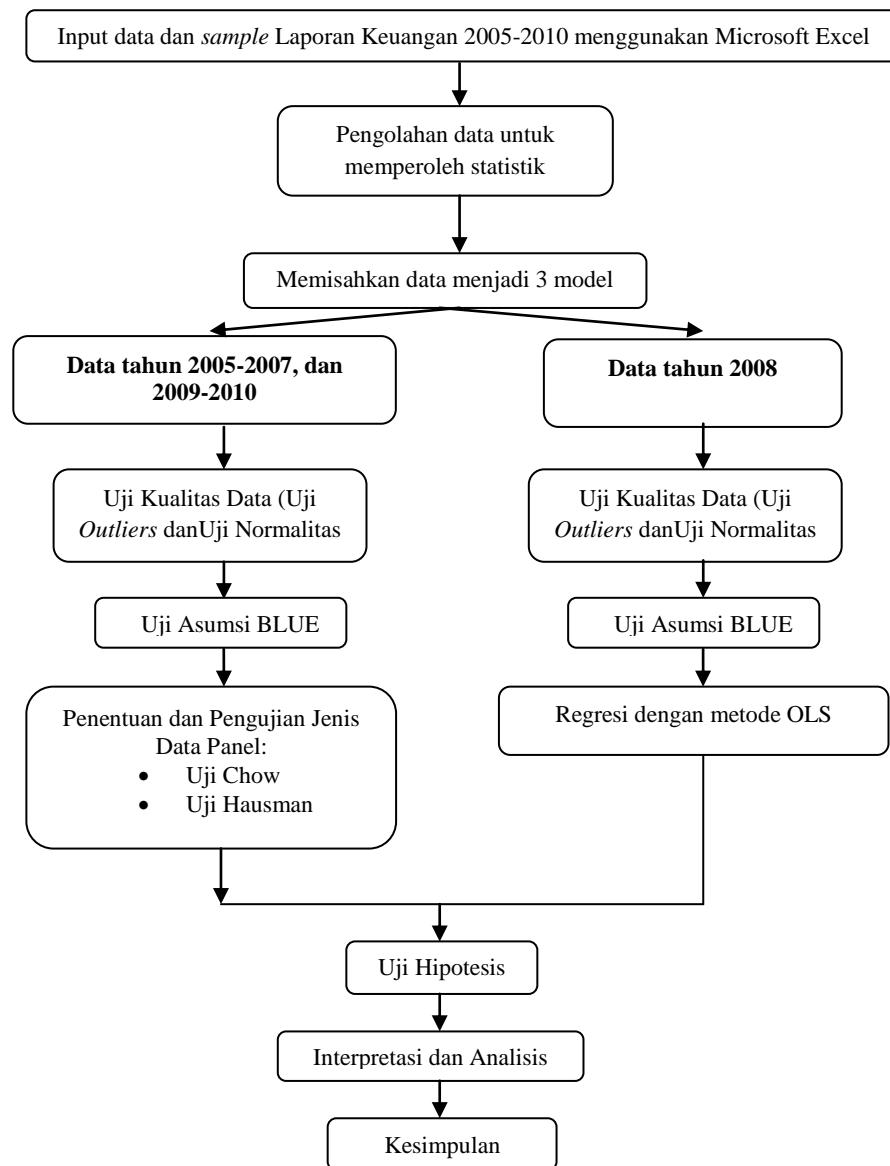 Input data dan sample Laporan Keuangan 2005-2010 menggunakan Microsoft Excel
Pengolahan data untuk
memperoleh statistik
Memisahkan data menjadi 3 model
Data tahun 2005-2007, dan
2009-2010
Data tahun 2008
Uji Kualitas Data (Uji
Outliers danUji Normalitas
Uji Kualitas Data (Uji
Outliers danUji Normalitas
Uji Asumsi BLUE
Uji Asumsi BLUE
Penentuan dan Pengujian Jenis
Data Panel:
• Uji Chow
• Uji Hausman
Regresi dengan metode OLS
Uji Hipotesis
Interpretasi dan Analisis
Kesimpulan